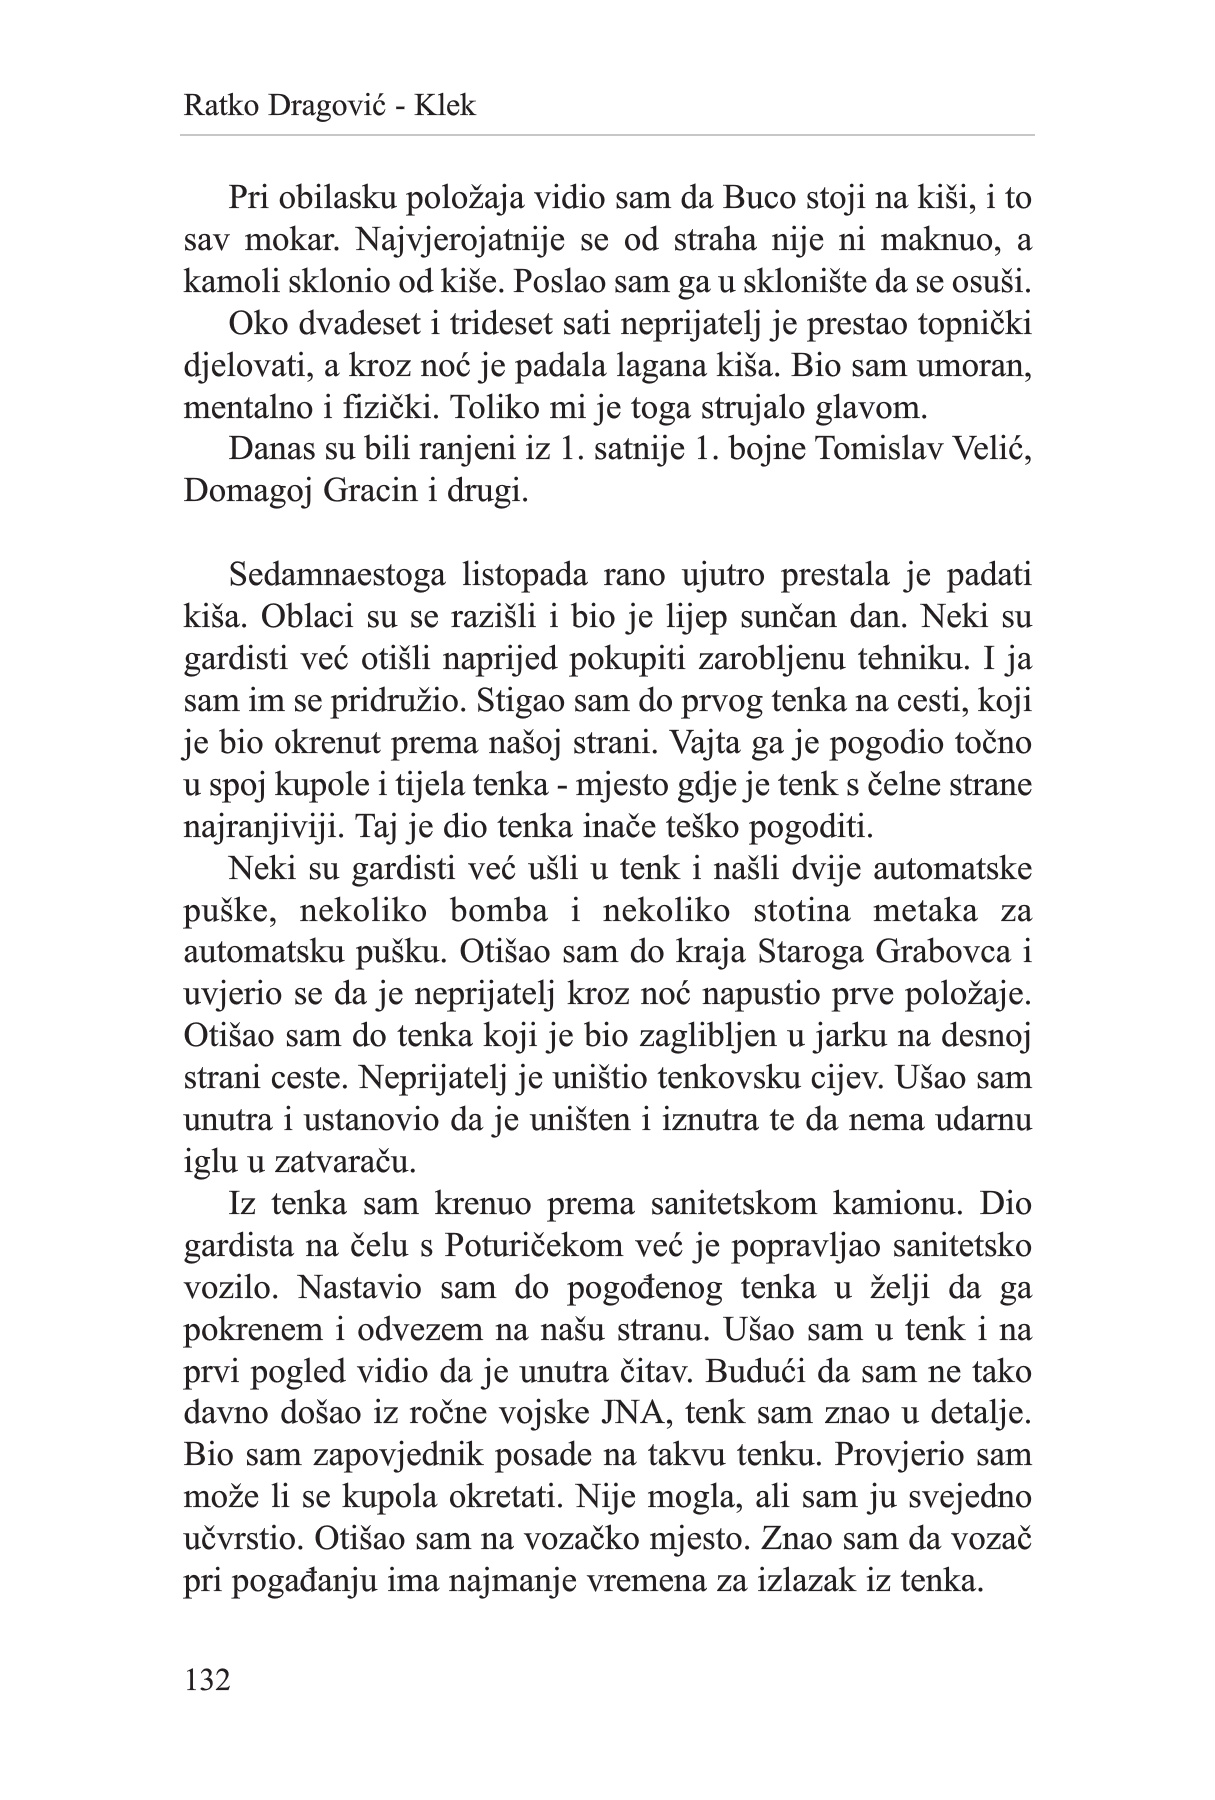 Ratko Dragović - Klek
Pri obilasku položaja vidio sam da Buco stoji na kiši, i to
sav mokar. Najvjerojatnije se od straha nije ni maknuo, a
kamoli sklonio od kiše. Poslao sam ga u sklonište da se osuši.
Oko dvadeset i trideset sati neprijatelj je prestao topnički
djelovati, a kroz noć je padala lagana kiša. Bio sam umoran,
mentalno i fizički. Toliko mi je toga strujalo glavom.
Danas su bili ranjeni iz 1. satnije 1. bojne Tomislav Velić,
Domagoj Gracin i drugi.
Sedamnaestoga listopada rano ujutro prestala je padati
kiša. Oblaci su se razišli i bio je lijep sunčan dan. Neki su
gardisti već otišli naprijed pokupiti zarobljenu tehniku. I ja
sam im se pridružio. Stigao sam do prvog tenka na cesti, koji
je bio okrenut prema našoj strani. Vajta ga je pogodio točno
u spoj kupole i tijela tenka - mjesto gdje je tenk s čelne strane
najranjiviji. Taj je dio tenka inače teško pogoditi.
Neki su gardisti već ušli u tenk i našli dvije automatske
puške, nekoliko bomba i nekoliko stotina metaka za
automatsku pušku. Otišao sam do kraja Staroga Grabovca i
uvjerio se da je neprijatelj kroz noć napustio prve položaje.
Otišao sam do tenka koji je bio zaglibljen u jarku na desnoj
strani ceste. Neprijatelj je uništio tenkovsku cijev. Ušao sam
unutra i ustanovio da je uništen i iznutra te da nema udarnu
iglu u zatvaraču.
Iz tenka sam krenuo prema sanitetskom kamionu. Dio
gardista na čelu s Poturičekom već je popravljao sanitetsko
vozilo. Nastavio sam do pogođenog tenka u želji da ga
pokrenem i odvezem na našu stranu. Ušao sam u tenk i na
prvi pogled vidio da je unutra čitav. Budući da sam ne tako
davno došao iz ročne vojske JNA, tenk sam znao u detalje.
Bio sam zapovjednik posade na takvu tenku. Provjerio sam
može li se kupola okretati. Nije mogla, ali sam ju svejedno
učvrstio. Otišao sam na vozačko mjesto. Znao sam da vozač
pri pogađanju ima najmanje vremena za izlazak iz tenka.
132